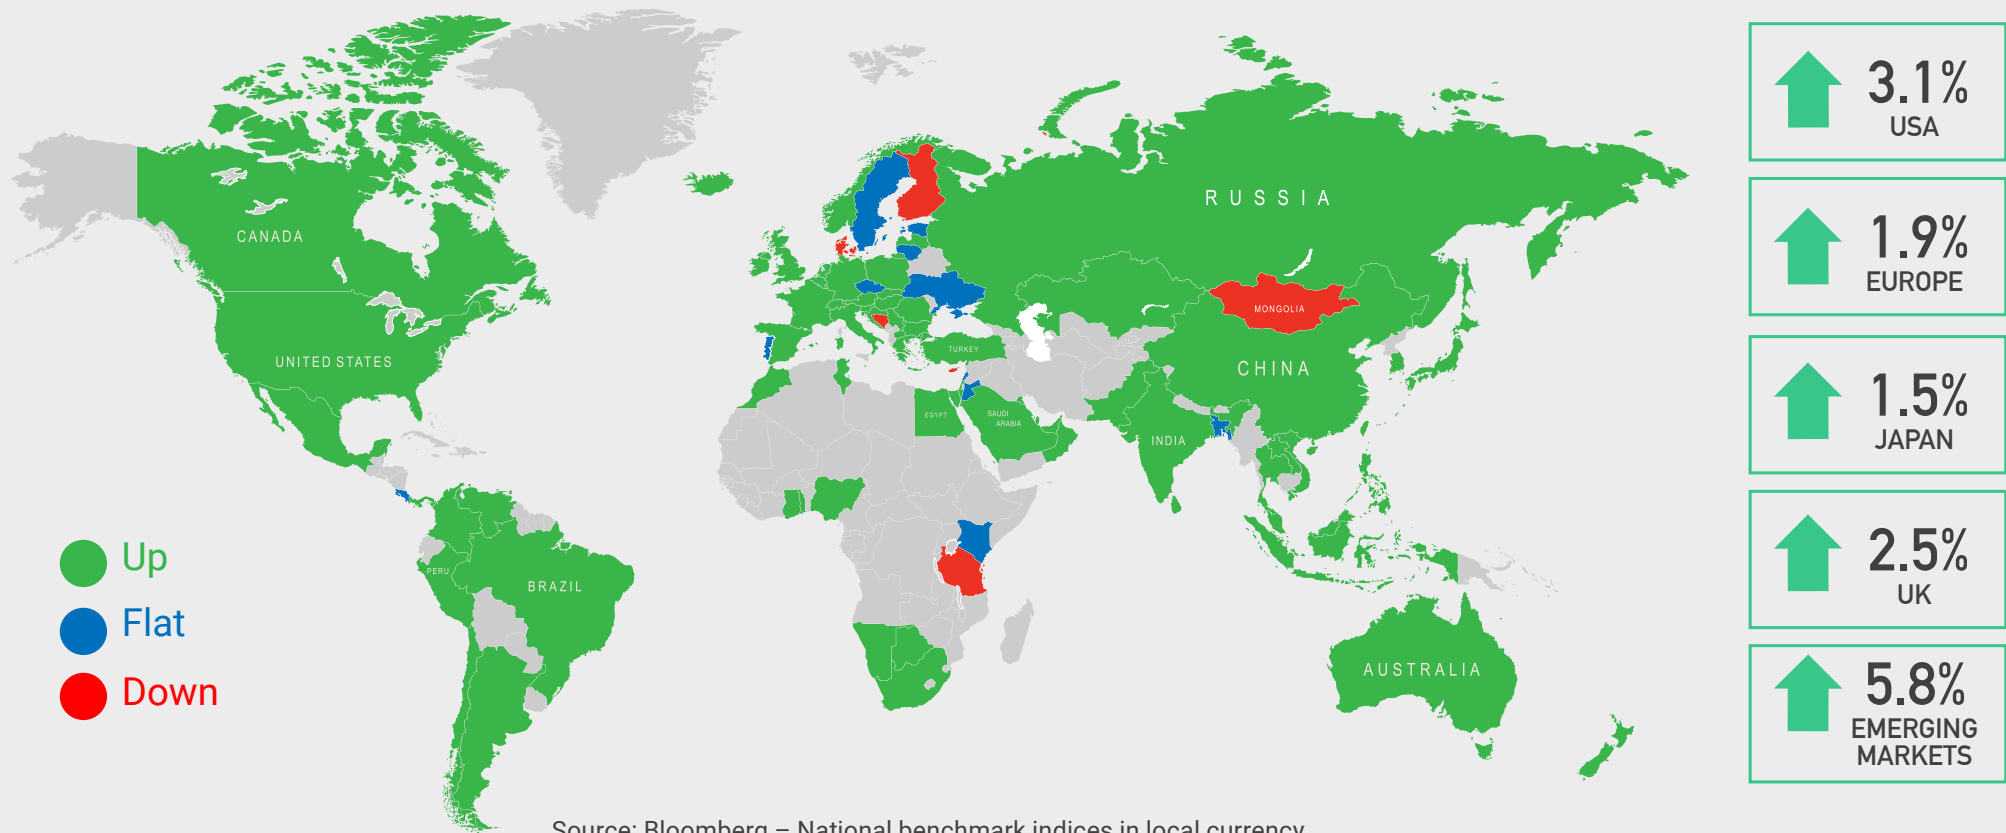 CANADA
UNITED STATES
PERU
BRAZIL
RUSSIA
MONGOLIA
CHINA
TURKEY
EGYPT
SAUDI
ARABIA
INDIA
AUSTRALIA
Up
Flat
Down
3.1%
USA
1.9%
EUROPE
1.5%
JAPAN
2.5%
UK
5.8%
EMERGING
MARKETS
Source: Bloomberg – National benchmark indices in local currency